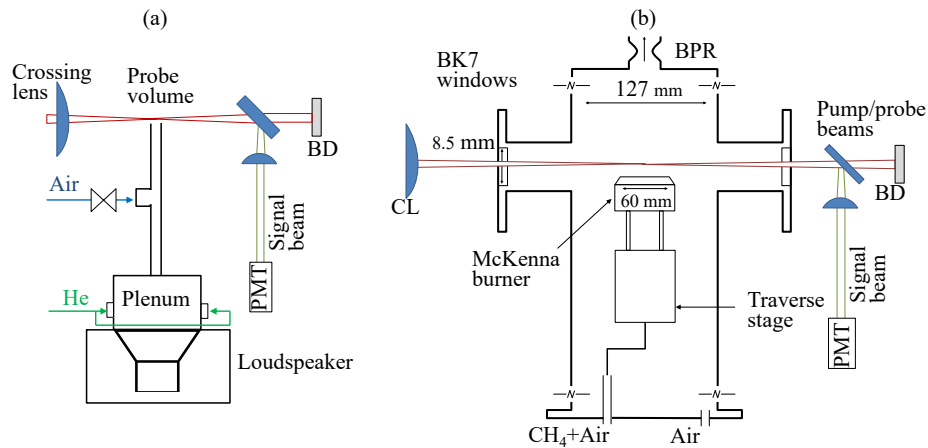 (a)
Crossing
lens
Probe
volume
BD
Air
Signal
beam
PMT
He
Plenum
Loudspeaker
(b)
BPR
BK7
windows
127 mm
Pump/probe
beams
8.5 mm
CL
BD
60 mm
McKenna
burner
Signal
beam
Traverse
stage
PMT
CH₄+Air
Air